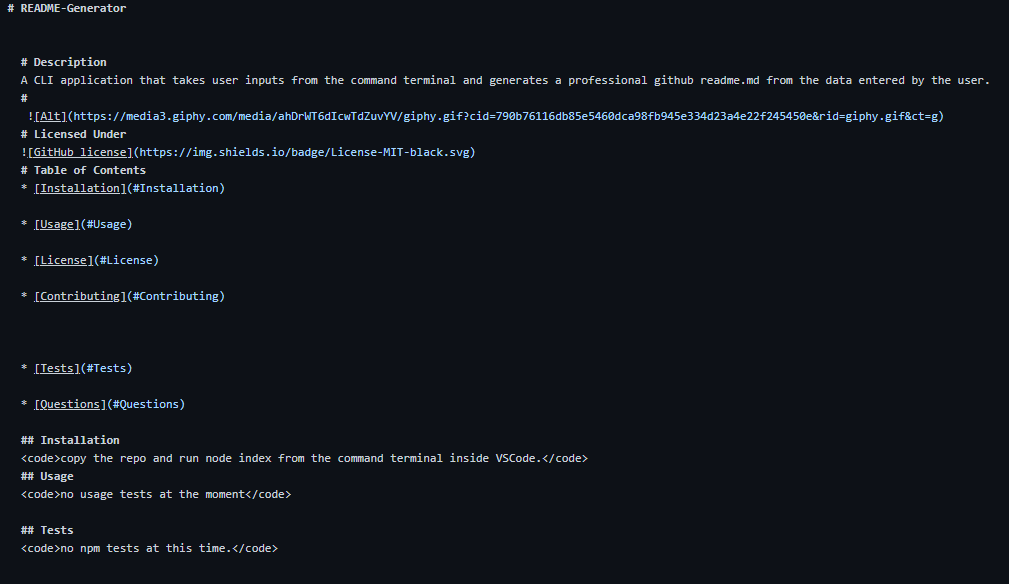 # README-Generator
# Description
A CLI application that takes user inputs from the command terminal and generates a professional github readme.md from the data entered by the user.
#
![Alt](https://media3.giphy.com/media/ahDrWT6dIcwTdZuvYV/giphy.gif?cid=790b76116db85e5460dca98fb945e334d23a4e22f245450e&rid=giphy.gif&ct=g)
# Licensed Under
![GitHub license](https://img.shields.io/badge/License-MIT-black.svg)
# Table of Contents
* [Installation](#Installation)
* [Usage](#Usage)
* [License](#License)
* [Contributing](#Contributing)
* [Tests](#Tests)
* [Questions](#Questions)
## Installation
<code>copy the repo and run node index from the command terminal inside VSCode.</code>
## Usage
<code>no usage tests at the moment</code>
## Tests
<code>no npm tests at this time.</code>